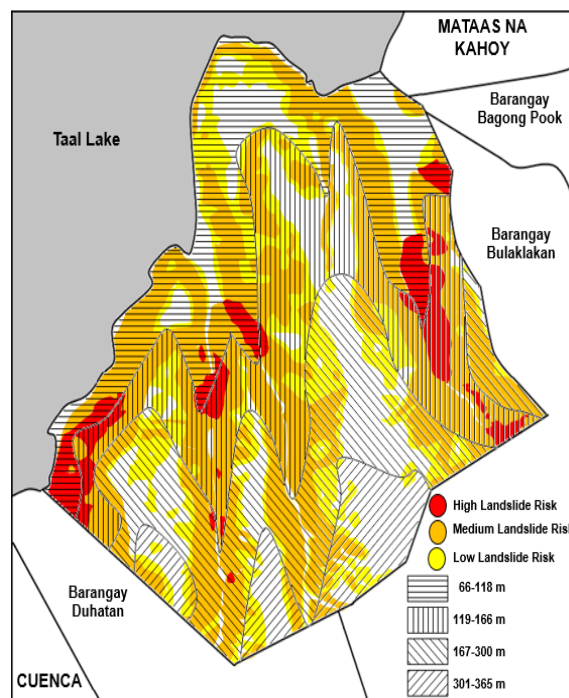 MATAAS NA
KAHOY
Barangay
Bagong Pook
Taal Lake
Barangay
Bulaklakan
High Landslide Risk
Medium Landslide Risk
Low Landslide Risk
66-118 m
119-166 m
167-300 m
301-365 m
Barangay
Duhatan
CUENCA